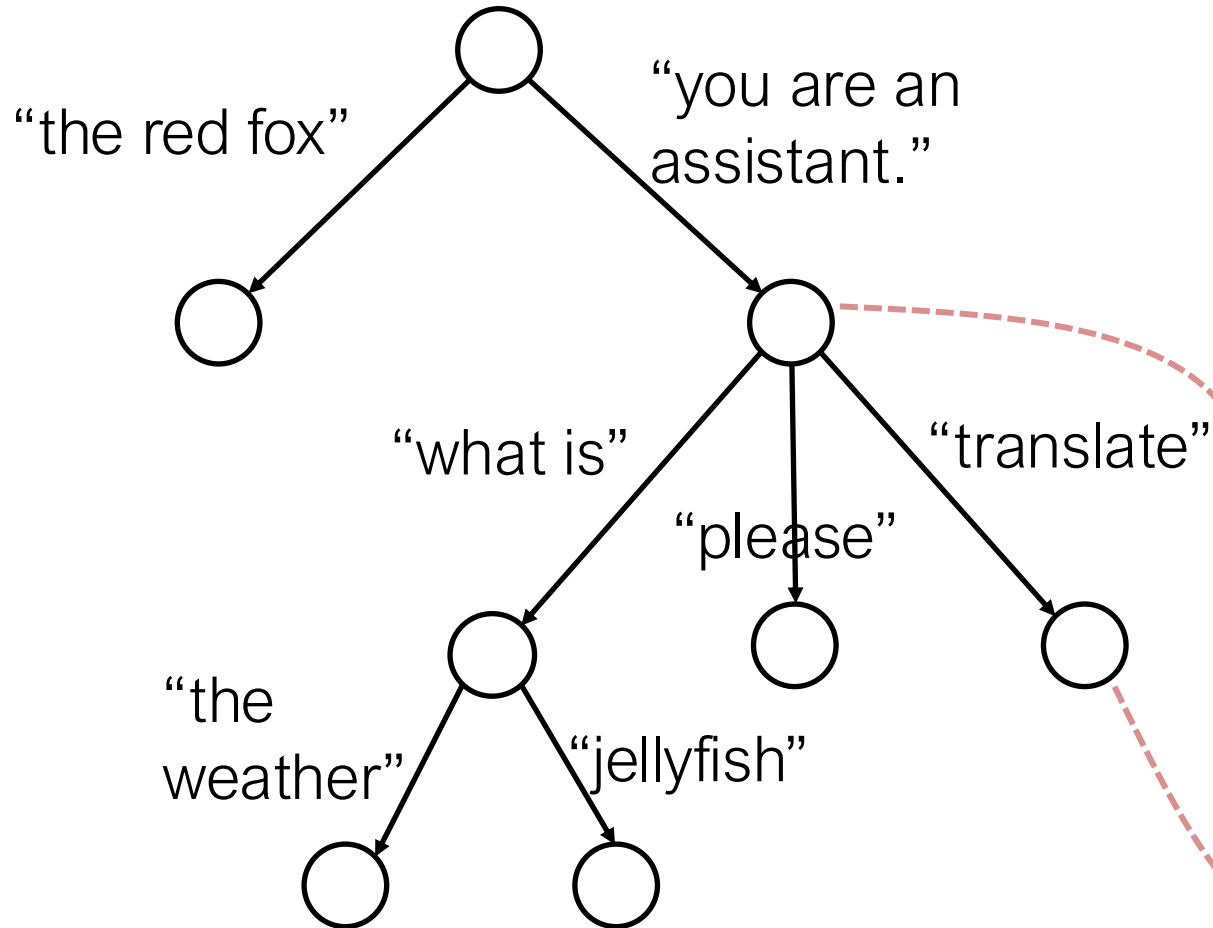 “the red fox”
“you are an
assistant.”
“what is”
“please”
“translate”
“the
weather”
“jellyfish”